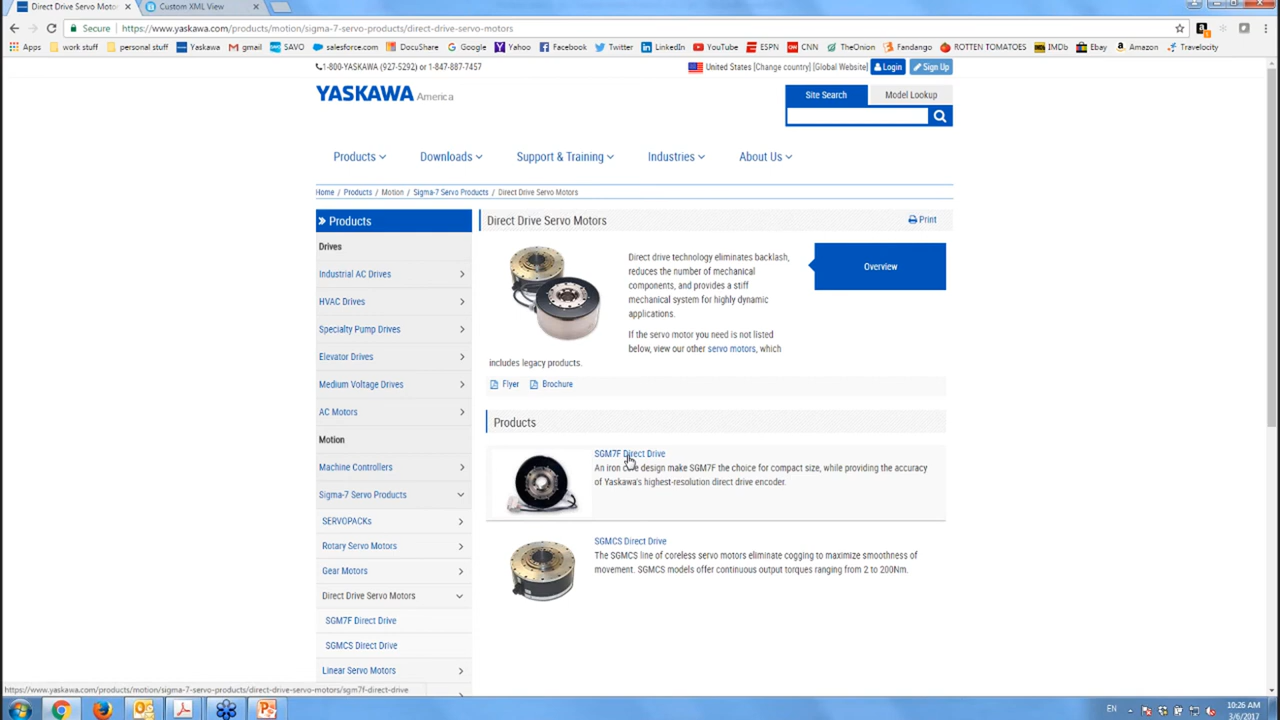 Direct Drive Servo Motor
Custom XML View
Secure
https://www.yaskawa.com/products/motion/sigma-7-servo-products/direct-drive-servo-motors
Apps work stuff personal stuff Yaskawa gmail SAVO salesforce.com DocuShare Google Yahoo Facebook Twitter LinkedIn YouTube ESPN CNN TheOnion Fandango ROTTEN TOMATOES IMDb Ebay Amazon Travelocity
1-800-YASKAWA (927-5292) or 1-847-887-7457
United States [Change country] [Global Website] Login Sign Up
YASKAWA America
Site Search Model Lookup
Products Downloads Support & Training Industries About Us
Home / Products / Motion / Sigma-7 Servo Products / Direct Drive Servo Motors
Products
Drives
Industrial AC Drives
HVAC Drives
Specialty Pump Drives
Elevator Drives
Medium Voltage Drives
AC Motors
Motion
Machine Controllers
Sigma-7 Servo Products
SERVOPACKs
Rotary Servo Motors
Gear Motors
Direct Drive Servo Motors
SGM7F Direct Drive
SGMCS Direct Drive
Linear Servo Motors
Direct Drive Servo Motors
Print
Direct drive technology eliminates backlash,
reduces the number of mechanical
components, and provides a stiff
mechanical system for highly dynamic
applications.
Overview
If the servo motor you need is not listed
below, view our other servo motors, which
includes legacy products.
Flyer Brochure
Products
SGM7F Direct Drive
An iron core design make SGM7F the choice for compact size, while providing the accuracy
of Yaskawa's highest-resolution direct drive encoder.
SGMCS Direct Drive
The SGMCS line of coreless servo motors eliminate cogging to maximize smoothness of
movement. SGMCS models offer continuous output torques ranging from 2 to 200Nm.
https://www.yaskawa.com/products/motion/sigma-7-servo-products/direct-drive-servo-motors/sgm7f-direct-drive
EN
10:26 AM
3/6/2017